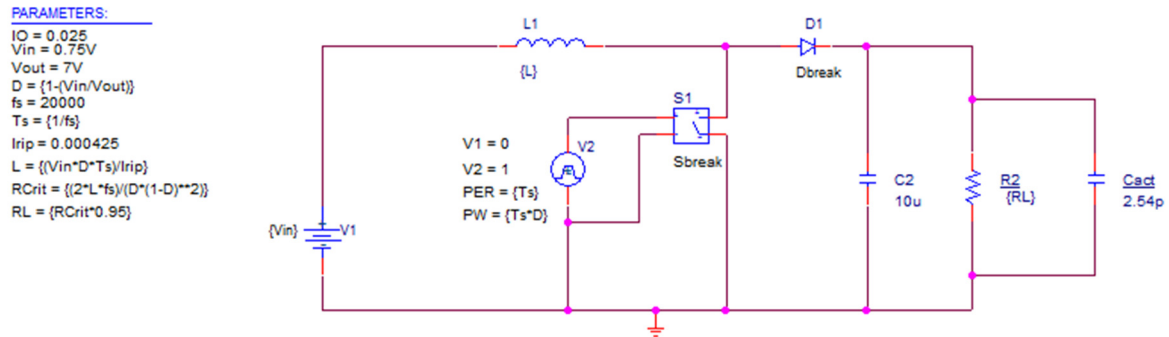 PARAMETERS:
IO = 0.025
Vin = 0.75V
Vout = 7V
D = {1-(Vin/Vout)}
fs = 20000
Ts = {1/fs}
Irip = 0.000425
L = {(Vin*D*Ts)/Irip}
RCrit = {(2*L*fs)/(D*(1-D)**2)}
RL = {RCrit*0.95}
L1
{L}
D1
Dbreak
S1
Sbreak
V1 = 0
V2 = 1
PER = {Ts}
PW = {Ts*D}
V2
{Vin}
V1
C2
10u
R2
{RL}
Cact
2.54p